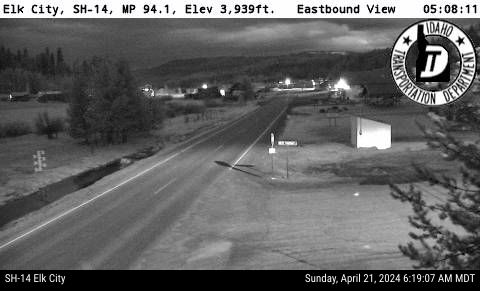 Elk City, SH-14, MP 94.1, Elev 3,939ft. Eastbound View 05:08:11
IDAHO
TRANSPORTATION DEPARTMENT
SH-14 Elk City
Sunday, April 21, 2024 6:19:07 AM MDT